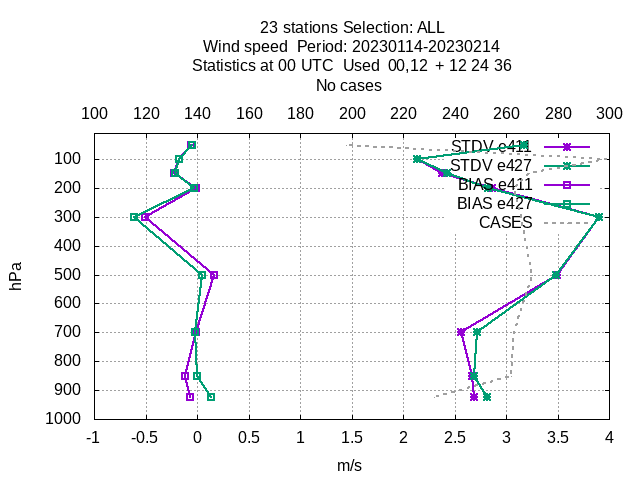 23 stations Selection: ALL
Wind speed  Period: 20230114-20230214
Statistics at 00 UTC  Used  00,12  + 12 24 36
No cases
100 120 140 160 180 200 220 240 260 280 300
STDV e411
100
STDV e427
BIAS e411
200
BIAS e427
300
CASES
400
hPa
500
600
700
800
900
1000
-1 -0.5 0 0.5 1 1.5 2 2.5 3 3.5 4
m/s